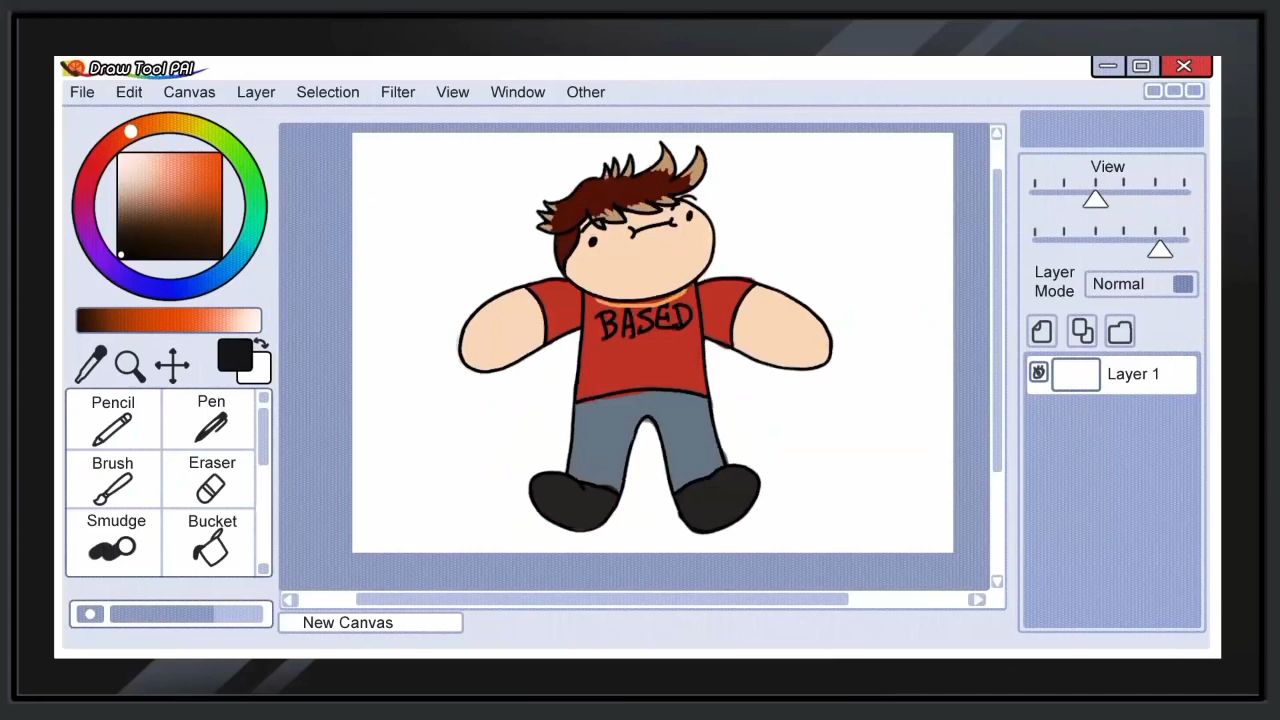 Draw Tool PAI
File Edit Canvas Layer Selection Filter View Window Other
View
Layer
Mode
Normal
Layer 1
BASED
Pencil Pen
Brush Eraser
Smudge Bucket
New Canvas